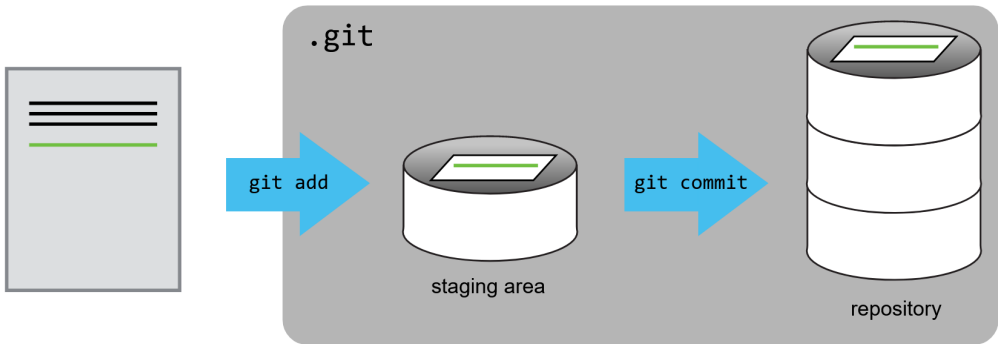 .git
git add
git commit
staging area
repository